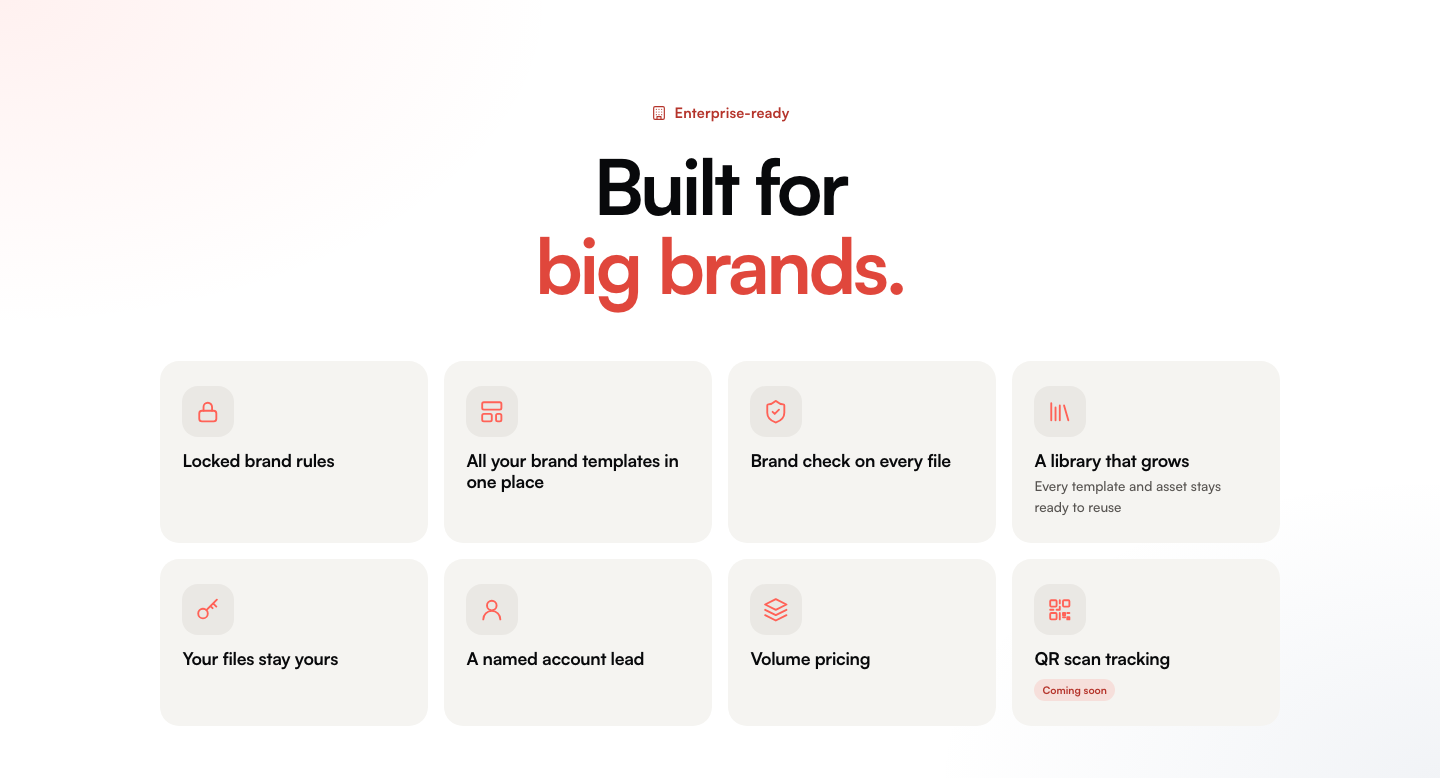 Enterprise-ready
Built for
big brands.
Locked brand rules
All your brand templates in
one place
Brand check on every file
A library that grows
Every template and asset stays
ready to reuse
Your files stay yours
A named account lead
Volume pricing
QR scan tracking
Coming soon